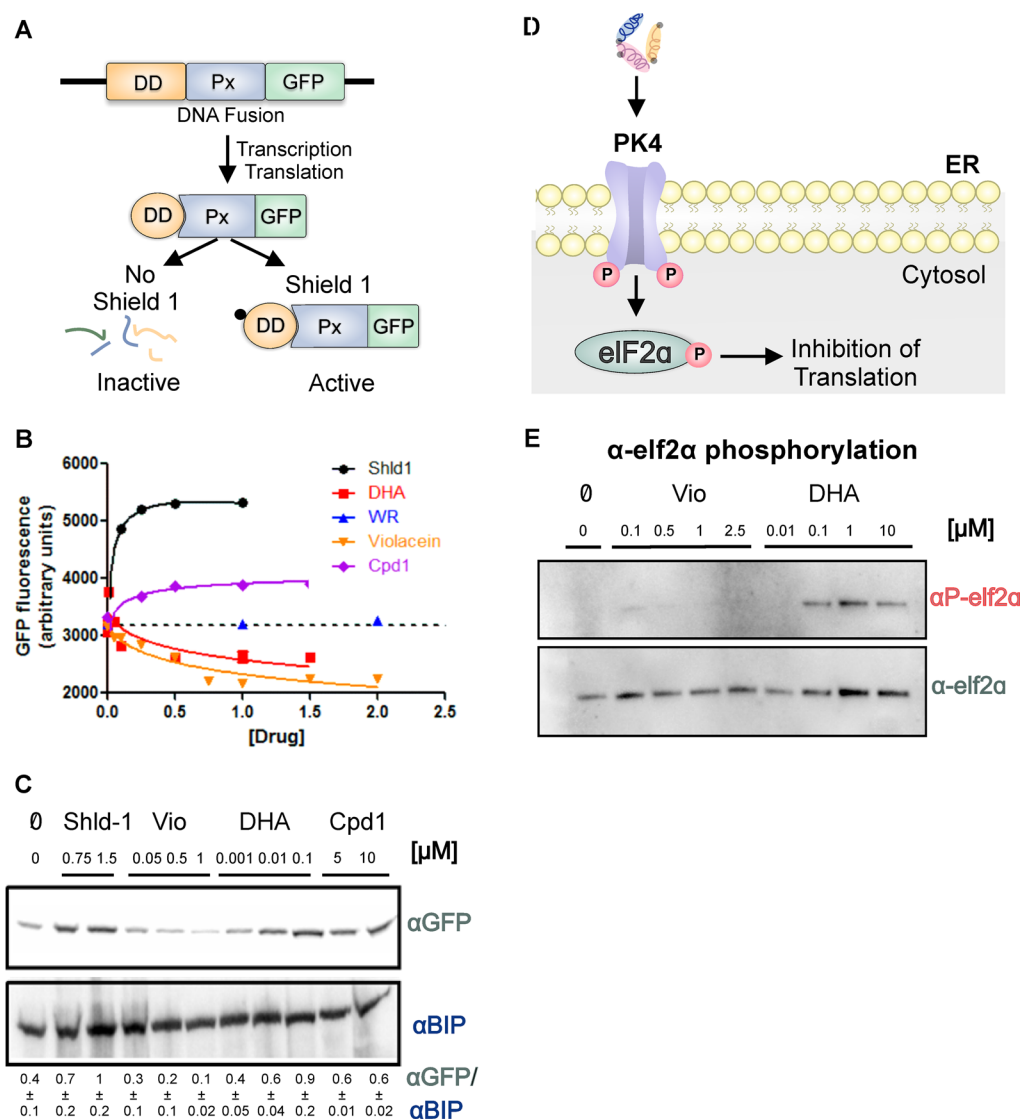 A
DD Px GFP
DNA Fusion
Transcription
Translation
DD Px GFP
No
Shield 1
Shield 1
DD Px GFP
Inactive
Active
B
6000
5000
4000
3000
2000
GFP fluorescence
(arbitrary units)
Shld1
DHA
WR
Violacein
Cpd1
0.0 0.5 1.0 1.5 2.0 2.5
[Drug]
C
0 Shld-1 Vio DHA Cpd1
0 0.75 1.5 0.05 0.5 1 0.001 0.01 0.1 5 10 [µM]
αGFP
αBIP
0.4 0.7 1 0.3 0.2 0.1 0.4 0.6 0.9 0.6 0.6 αGFP/
± ± ± ± ± ± ± ± ± ± ±
0.1 0.2 0.2 0.1 0.1 0.02 0.05 0.04 0.2 0.01 0.02 αBIP
D
PK4
ER
P P
Cytosol
eIF2α P
Inhibition of
Translation
E
α-elf2α phosphorylation
0 Vio DHA
0 0.1 0.5 1 2.5 0.01 0.1 1 10 [µM]
αP-elf2α
α-elf2α